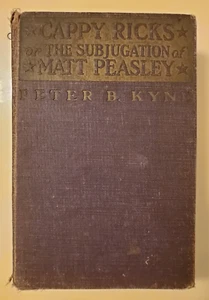 CAPPY RICKS
or THE SUBJUGATION of
MATT PEASLEY
PETER B. KYNE